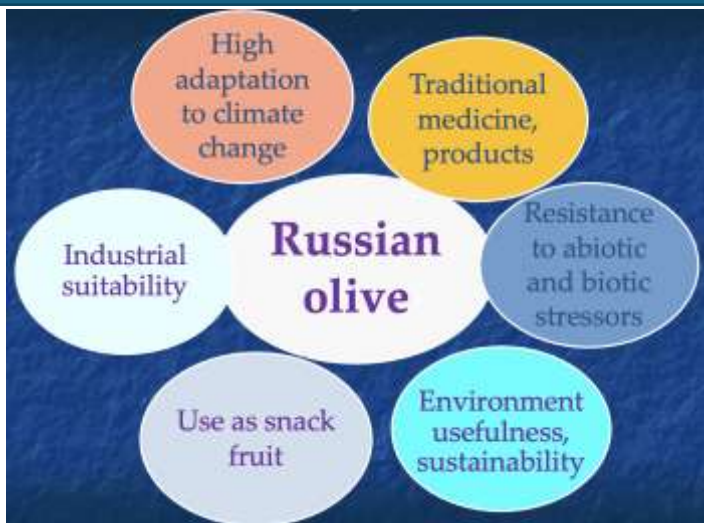 High
adaptation
to climate
change
Traditional
medicine,
products
Industrial
suitability
Russian
olive
Resistance
to abiotic
and biotic
stressors
Use as snack
fruit
Environment
usefulness,
sustainability